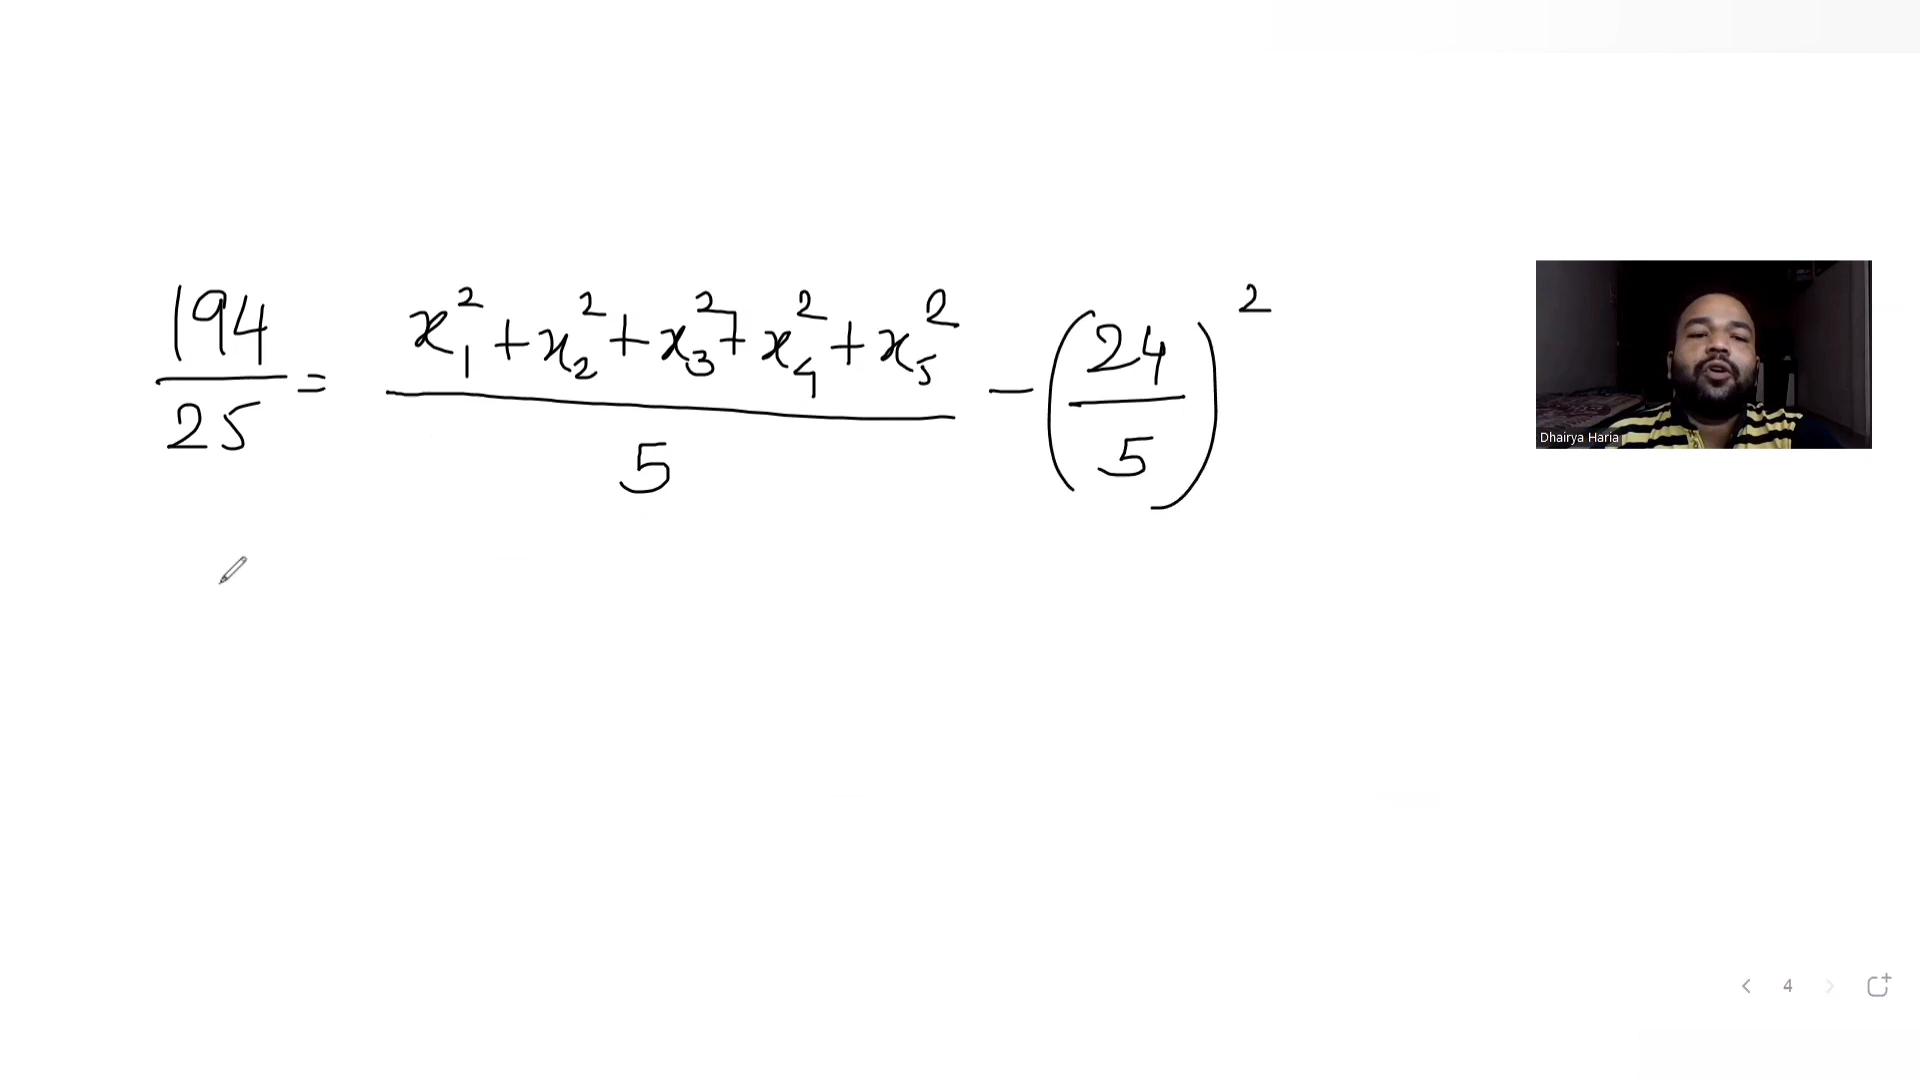 194/25 = (x₁² + x₂² + x₃² + x₄² + x₅²)/5 − (24/5)²
Dhairya Haria
4